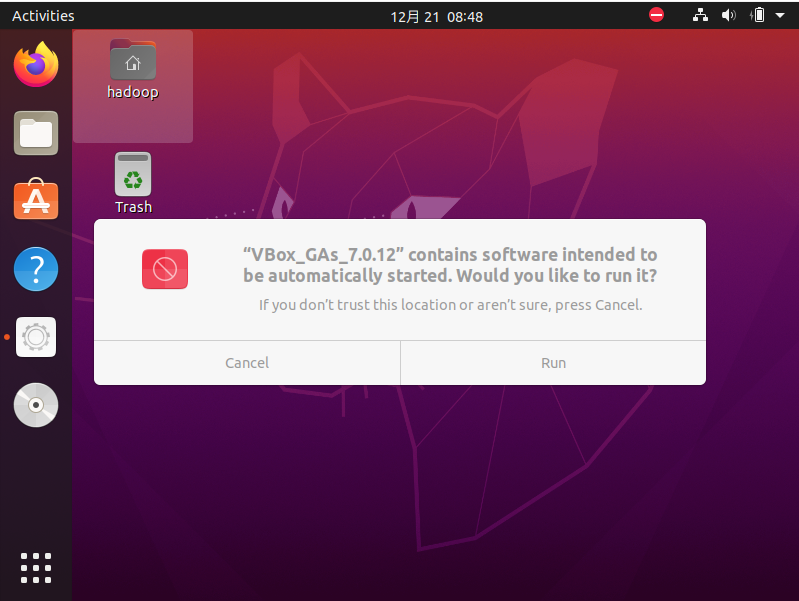 Activities
12月 21 08:48
hadoop
Trash
“VBox_GAs_7.0.12” contains software intended to
be automatically started. Would you like to run it?
If you don’t trust this location or aren’t sure, press Cancel.
Cancel
Run